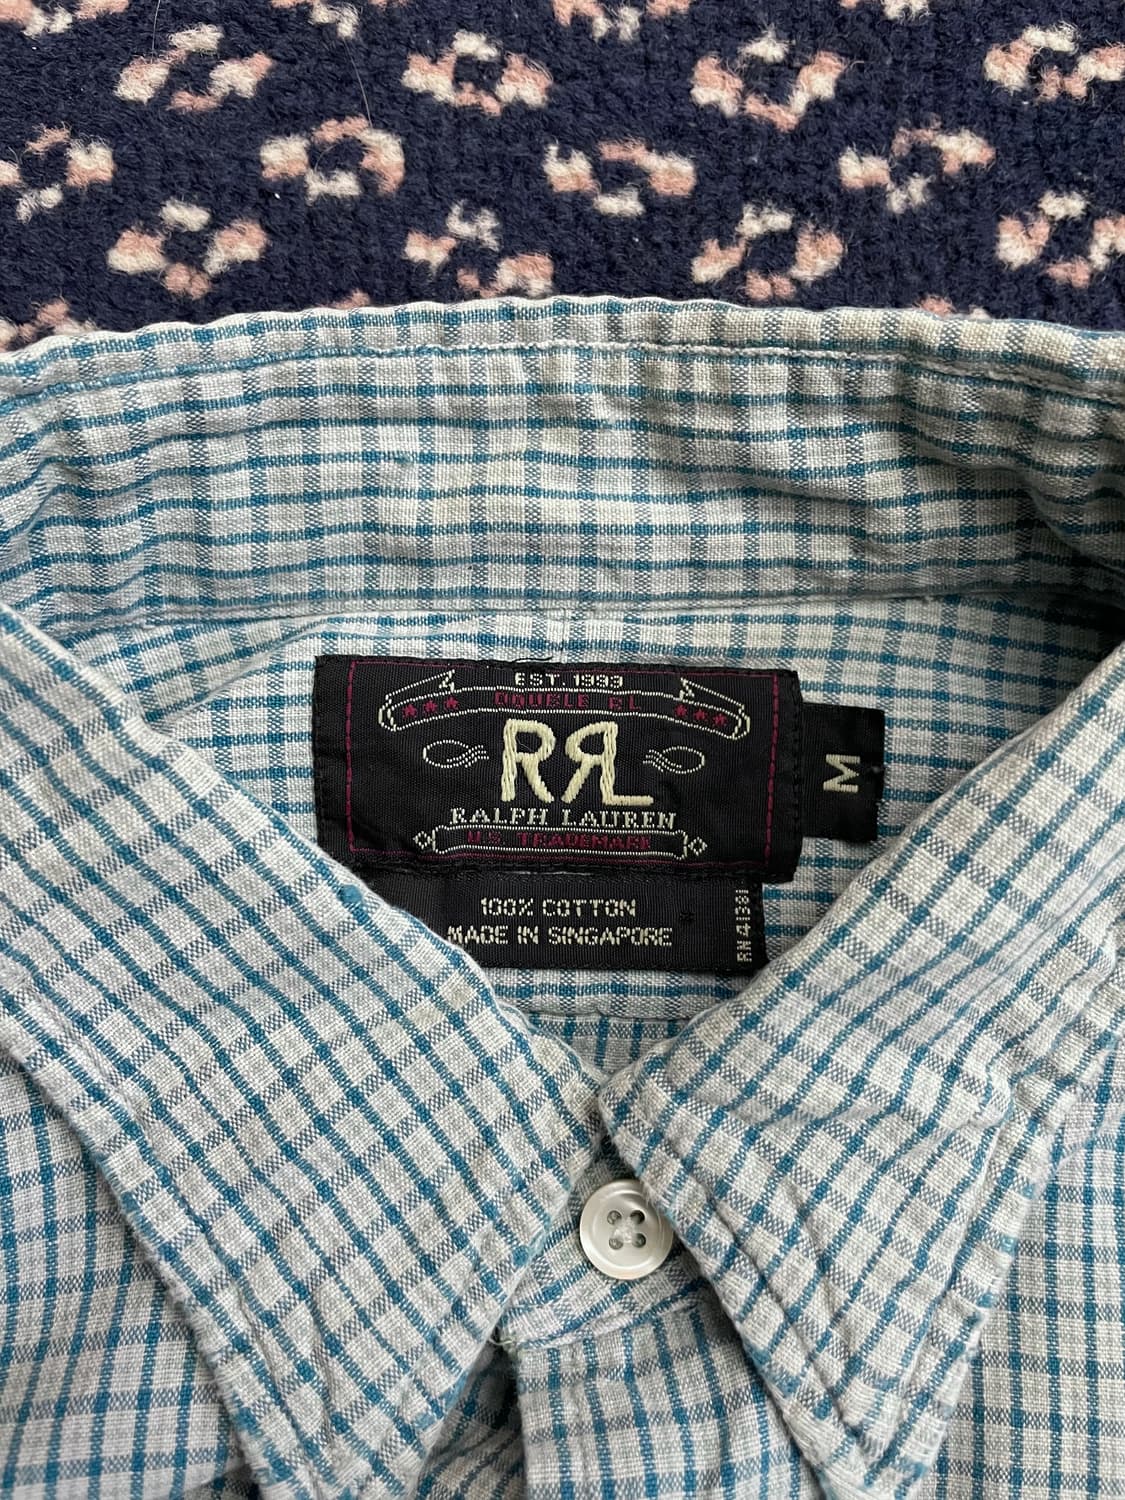 EST. 1993
DOUBLE RL
RRL
RALPH LAUREN
U.S. TRADEMARK
M
100% COTTON
MADE IN SINGAPORE
RN 41381